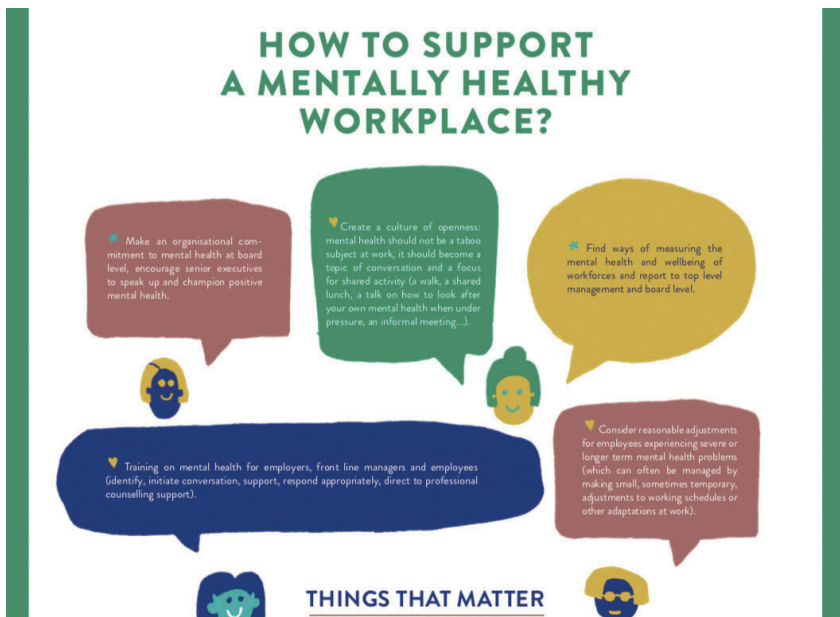 HOW TO SUPPORT
A MENTALLY HEALTHY
WORKPLACE?
Make an organisational com-
mitment to mental health at board
level, encourage senior executives
to speak up and champion positive
mental health.
Create a culture of openness:
mental health should not be a taboo
subject at work, it should become a
topic of conversation and a focus
for shared activity (a walk, a shared
lunch, a talk on how to look after
your own mental health when under
pressure, an informal meeting...).
Find ways of measuring the
mental health and wellbeing of
workforces and report to top level
management and board level.
Training on mental health for employers, front line managers and employees
(identify, initiate conversation, support, respond appropriately, direct to professional
counselling support).
Consider reasonable adjustments
for employees experiencing severe or
longer term mental health problems
(which can often be managed by
making small, sometimes temporary,
adjustments to working schedules or
other adaptations at work).
THINGS THAT MATTER